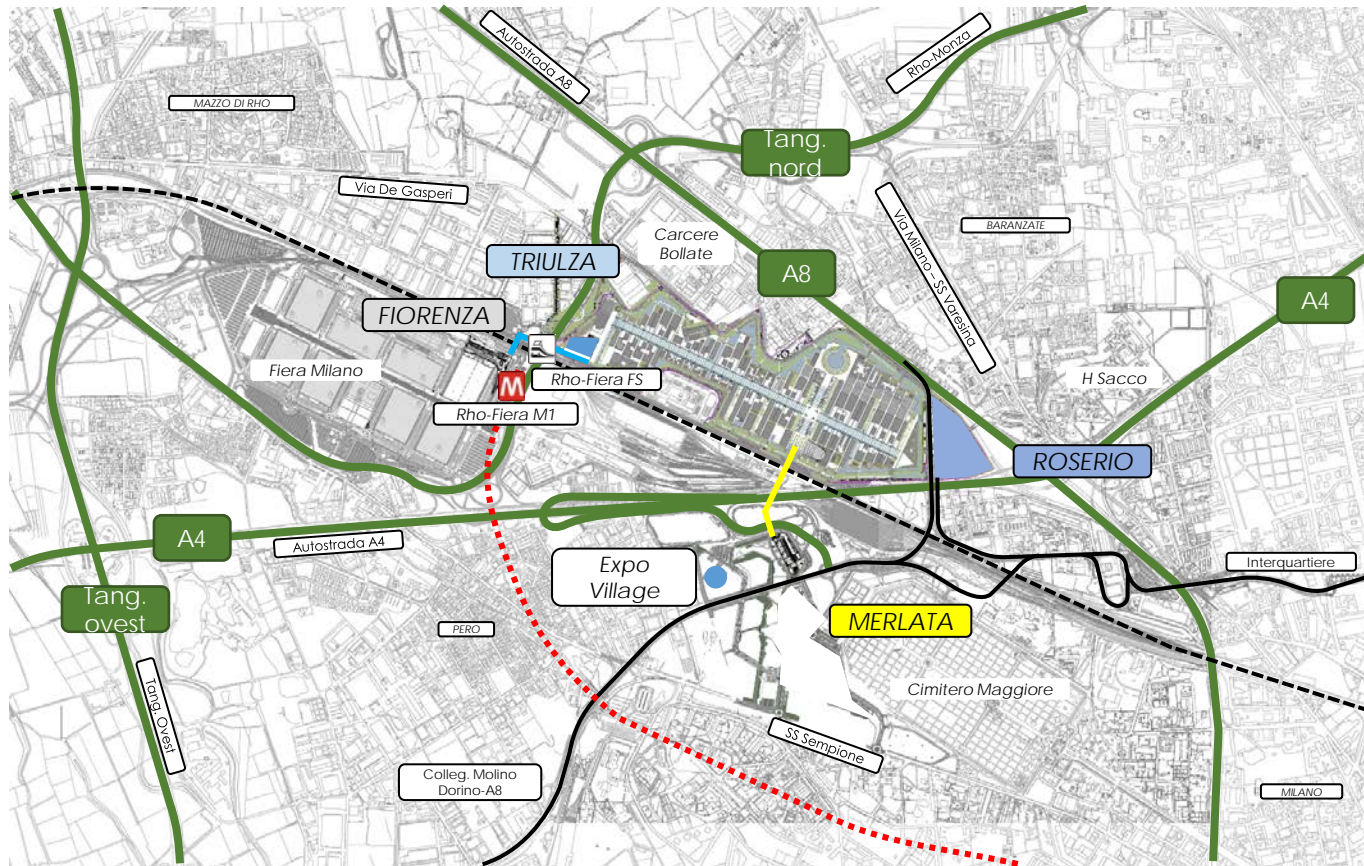 Autostrada A8
Rho-Monza
MAZZO DI RHO
Tang.
nord
Via De Gasperi
Via Milano – SS Varesina
BARANZATE
Carcere
Bollate
TRIULZA
A8
A4
FIORENZA
Fiera Milano
H Sacco
Rho-Fiera FS
M
Rho-Fiera M1
ROSERIO
A4
Autostrada A4
Expo
Village
Interquartiere
Tang.
ovest
PERO
MERLATA
Tang. Ovest
Cimitero Maggiore
SS Sempione
Colleg. Molino
Dorino-A8
MILANO